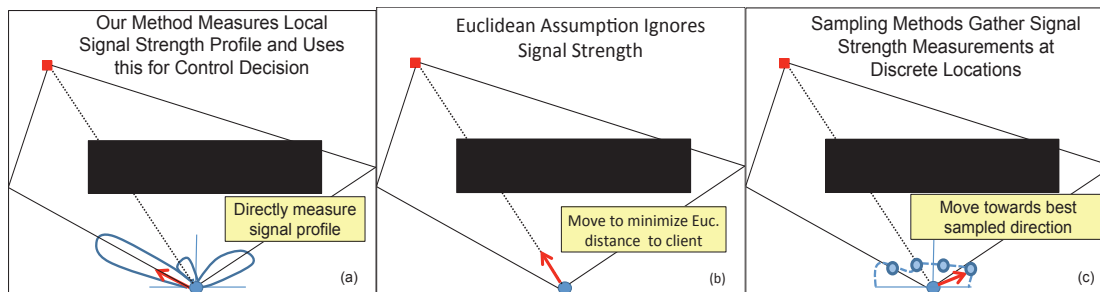 Our Method Measures Local
Signal Strength Profile and Uses
this for Control Decision
Directly measure
signal profile
(a)
Euclidean Assumption Ignores
Signal Strength
Move to minimize Euc.
distance to client
(b)
Sampling Methods Gather Signal
Strength Measurements at
Discrete Locations
Move towards best
sampled direction
(c)